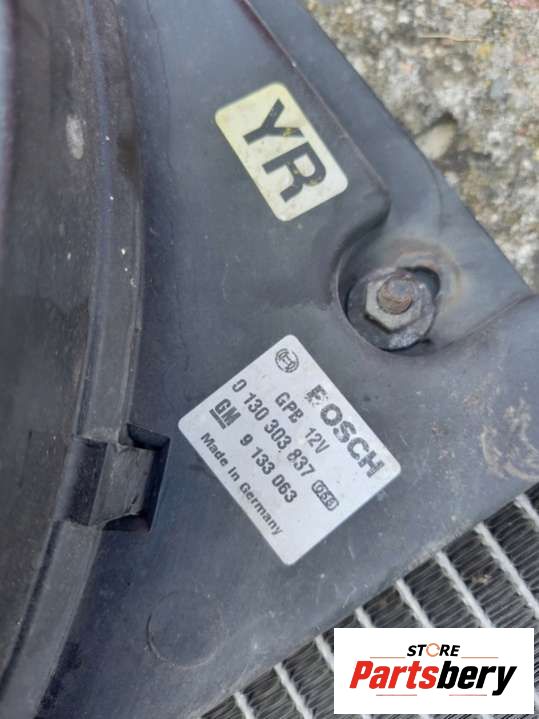 YR
BOSCH
GPB 12V
0 130 303 837
GM 9 133 063
Made in Germany
STORE
Partsbery